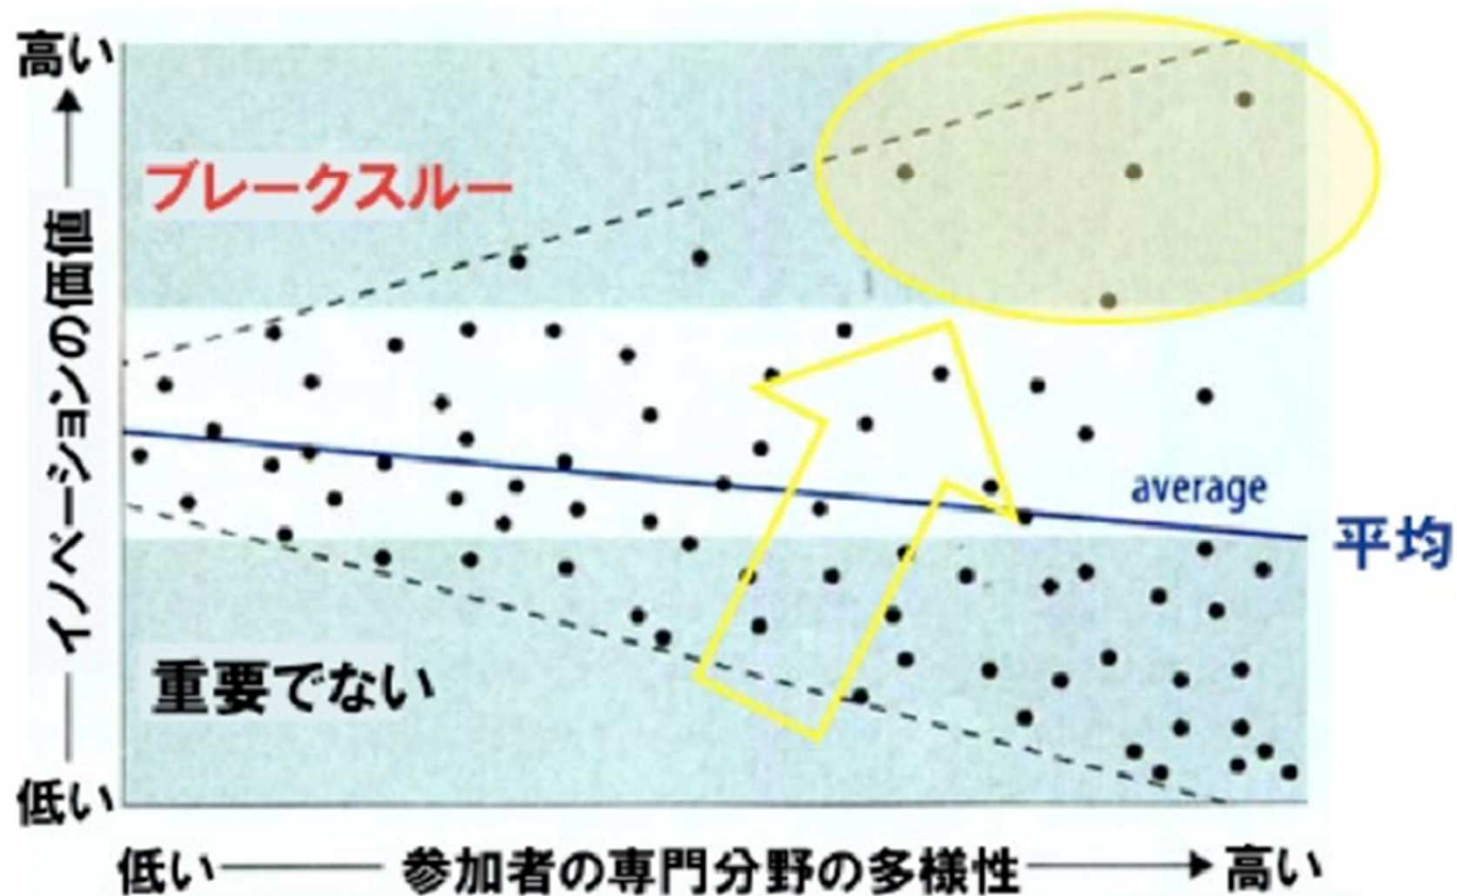 高い
ブレークスルー
イノベーションの価値
average
平均
重要でない
低い
低い
参加者の専門分野の多様性
高い